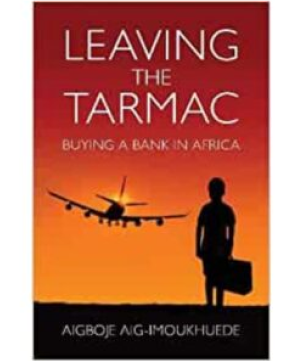 LEAVING
THE
TARMAC
BUYING A BANK IN AFRICA
AIGBOJE AIG-IMOUKHUEDE